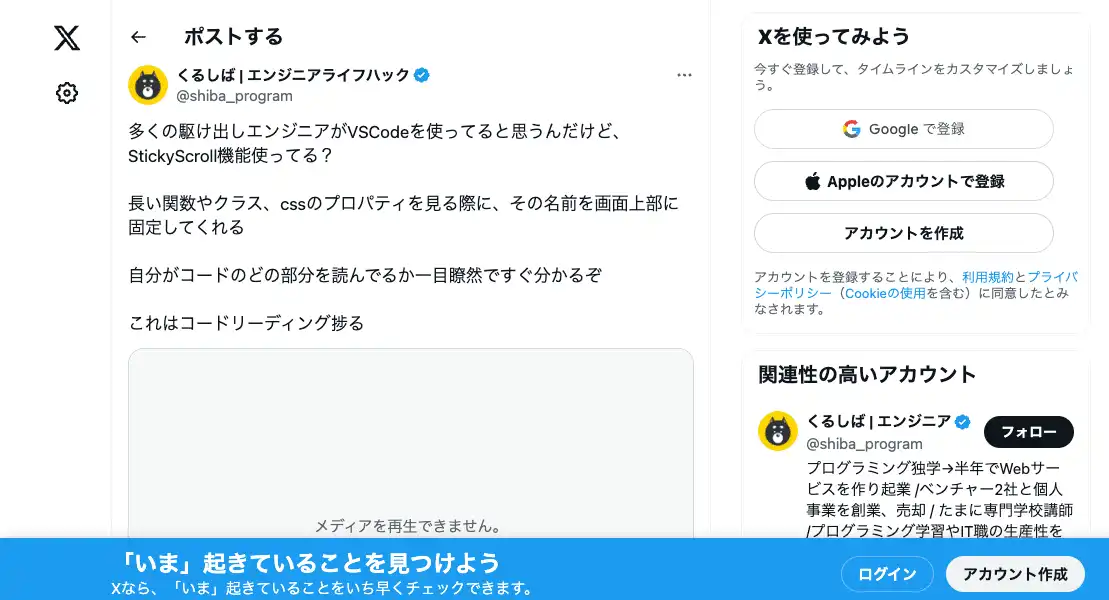 ポストする
くるしば | エンジニアライフハック
@shiba_program
多くの駆け出しエンジニアがVSCodeを使ってると思うんだけど、
StickyScroll機能使ってる？
長い関数やクラス、cssのプロパティを見る際に、その名前を画面上部に
固定してくれる
自分がコードのどの部分を読んでるか一目瞭然ですぐ分かるぞ
これはコードリーディング捗る
メディアを再生できません。
Xを使ってみよう
今すぐ登録して、タイムラインをカスタマイズしましょ
う。
Google で登録
Appleのアカウントで登録
アカウントを作成
アカウントを登録することにより、利用規約とプライバ
シーポリシー（Cookieの使用を含む）に同意したとみ
なされます。
関連性の高いアカウント
くるしば | エンジニア
@shiba_program
フォロー
プログラミング独学→半年でWebサー
ビスを作り起業 /ベンチャー2社と個人
事業を創業、売却 / たまに専門学校講師
/プログラミング学習やIT職の生産性を
「いま」起きていることを見つけよう
Xなら、「いま」起きていることをいち早くチェックできます。
ログイン
アカウント作成